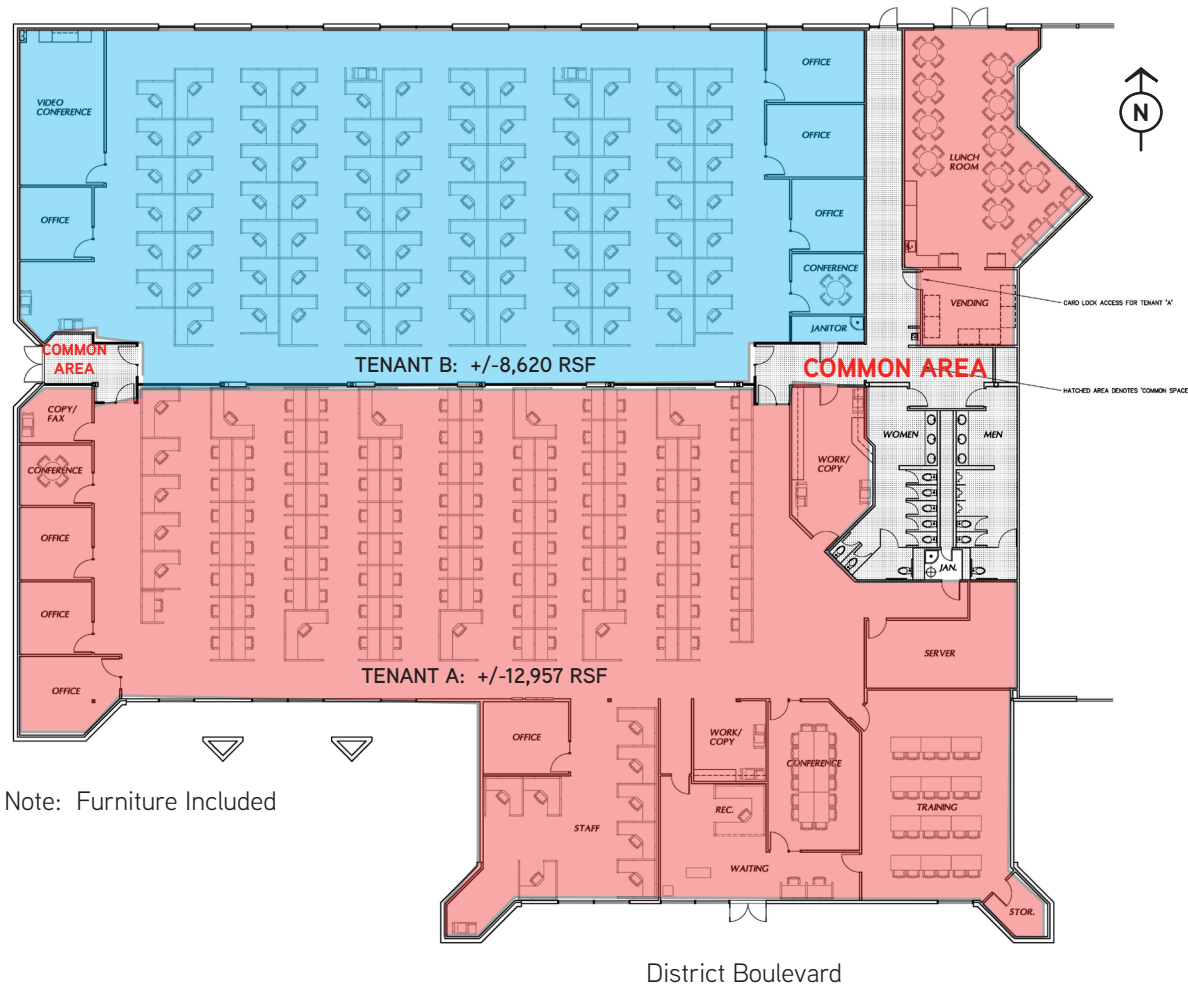 OFFICE
VIDEO
CONFERENCE
N
OFFICE
LUNCH
ROOM
OFFICE
OFFICE
CONFERENCE
CARD LOCK ACCESS FOR TENANT 'A'
VENDING
JANITOR
COMMON
AREA
TENANT B: +/-8,620 RSF
COMMON AREA
HATCHED AREA DENOTES 'COMMON SPACE
COPY/
FAX
WOMEN
MEN
CONFERENCE
WORK/
COPY
OFFICE
JAN.
OFFICE
SERVER
TENANT A: +/-12,957 RSF
OFFICE
OFFICE
WORK/
COPY
CONFERENCE
Note: Furniture Included
TRAINING
REC.
STAFF
WAITING
STOR.
District Boulevard